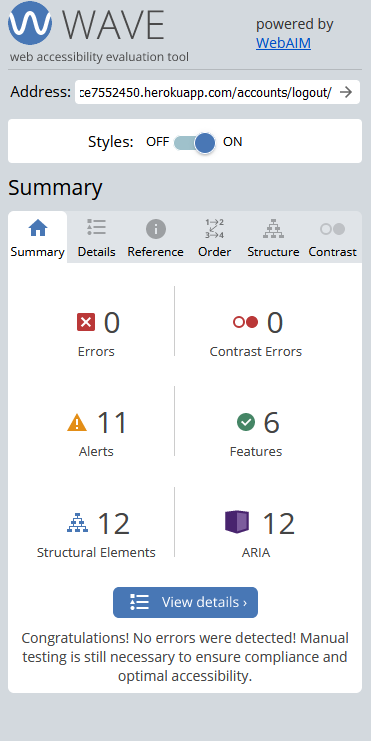 WAVE
powered by
WebAIM
web accessibility evaluation tool
Address: ce7552450.herokuapp.com/accounts/logout/
Styles: OFF ON
Summary
Summary Details Reference Order Structure Contrast
0 0
Errors Contrast Errors
11 6
Alerts Features
12 12
Structural Elements ARIA
View details ›
Congratulations! No errors were detected! Manual
testing is still necessary to ensure compliance and
optimal accessibility.